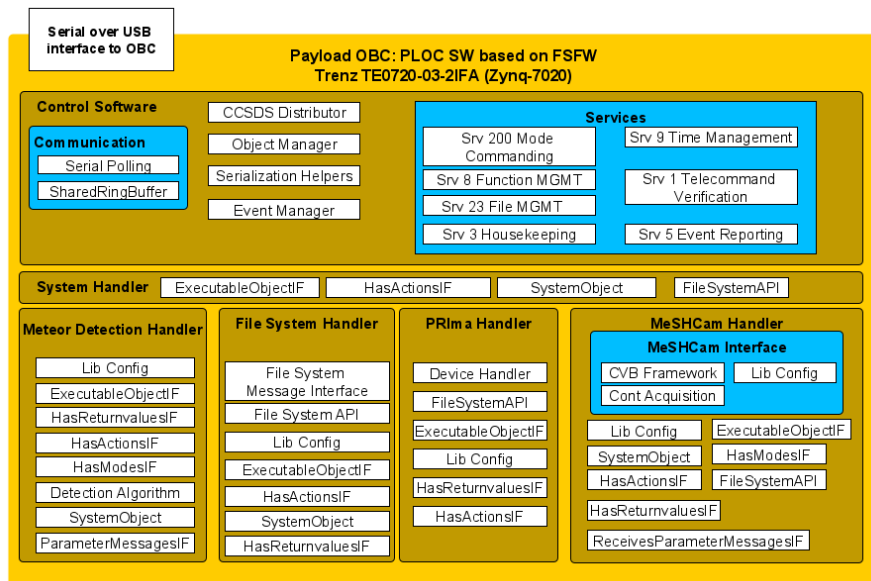 Serial over USB
interface to OBC
Payload OBC: PLOC SW based on FSFW
Trenz TE0720-03-2IFA (Zynq-7020)
Control Software
Communication
Serial Polling
SharedRingBuffer
CCSDS Distributor
Object Manager
Serialization Helpers
Event Manager
Services
Srv 200 Mode
Commanding
Srv 8 Function MGMT
Srv 23 File MGMT
Srv 3 Housekeeping
Srv 9 Time Management
Srv 1 Telecommand
Verification
Srv 5 Event Reporting
System Handler
ExecutableObjectIF
HasActionsIF
SystemObject
FileSystemAPI
Meteor Detection Handler
Lib Config
ExecutableObjectIF
HasReturnvaluesIF
HasActionsIF
HasModesIF
Detection Algorithm
SystemObject
ParameterMessagesIF
File System Handler
File System
Message Interface
File System API
Lib Config
ExecutableObjectIF
HasActionsIF
SystemObject
HasReturnvaluesIF
PRIma Handler
Device Handler
FileSystemAPI
ExecutableObjectIF
Lib Config
HasReturnvaluesIF
HasActionsIF
MeSHCam Handler
MeSHCam Interface
CVB Framework
Lib Config
Cont Acquisition
Lib Config
ExecutableObjectIF
SystemObject
HasModesIF
HasActionsIF
FileSystemAPI
HasReturnvaluesIF
ReceivesParameterMessagesIF